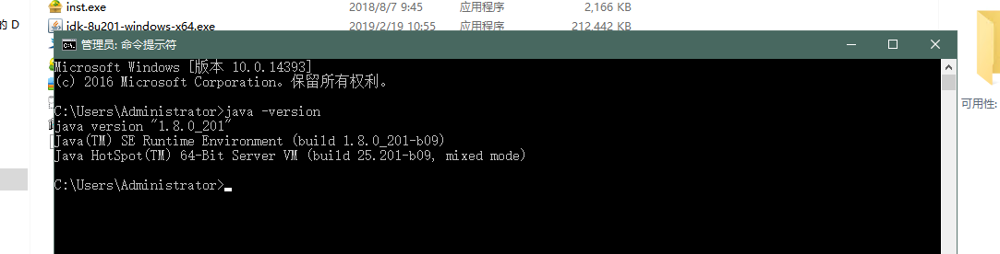 inst.exe 2018/8/7 9:45 应用程序 2,166 KB
的 D
jdk-8u201-windows-x64.exe 2019/2/19 10:55 应用程序 212,442 KB
管理员: 命令提示符
Microsoft Windows [版本 10.0.14393]
(c) 2016 Microsoft Corporation。保留所有权利。
可用性:
C:\Users\Administrator>java -version
java version "1.8.0_201"
Java(TM) SE Runtime Environment (build 1.8.0_201-b09)
Java HotSpot(TM) 64-Bit Server VM (build 25.201-b09, mixed mode)
C:\Users\Administrator>